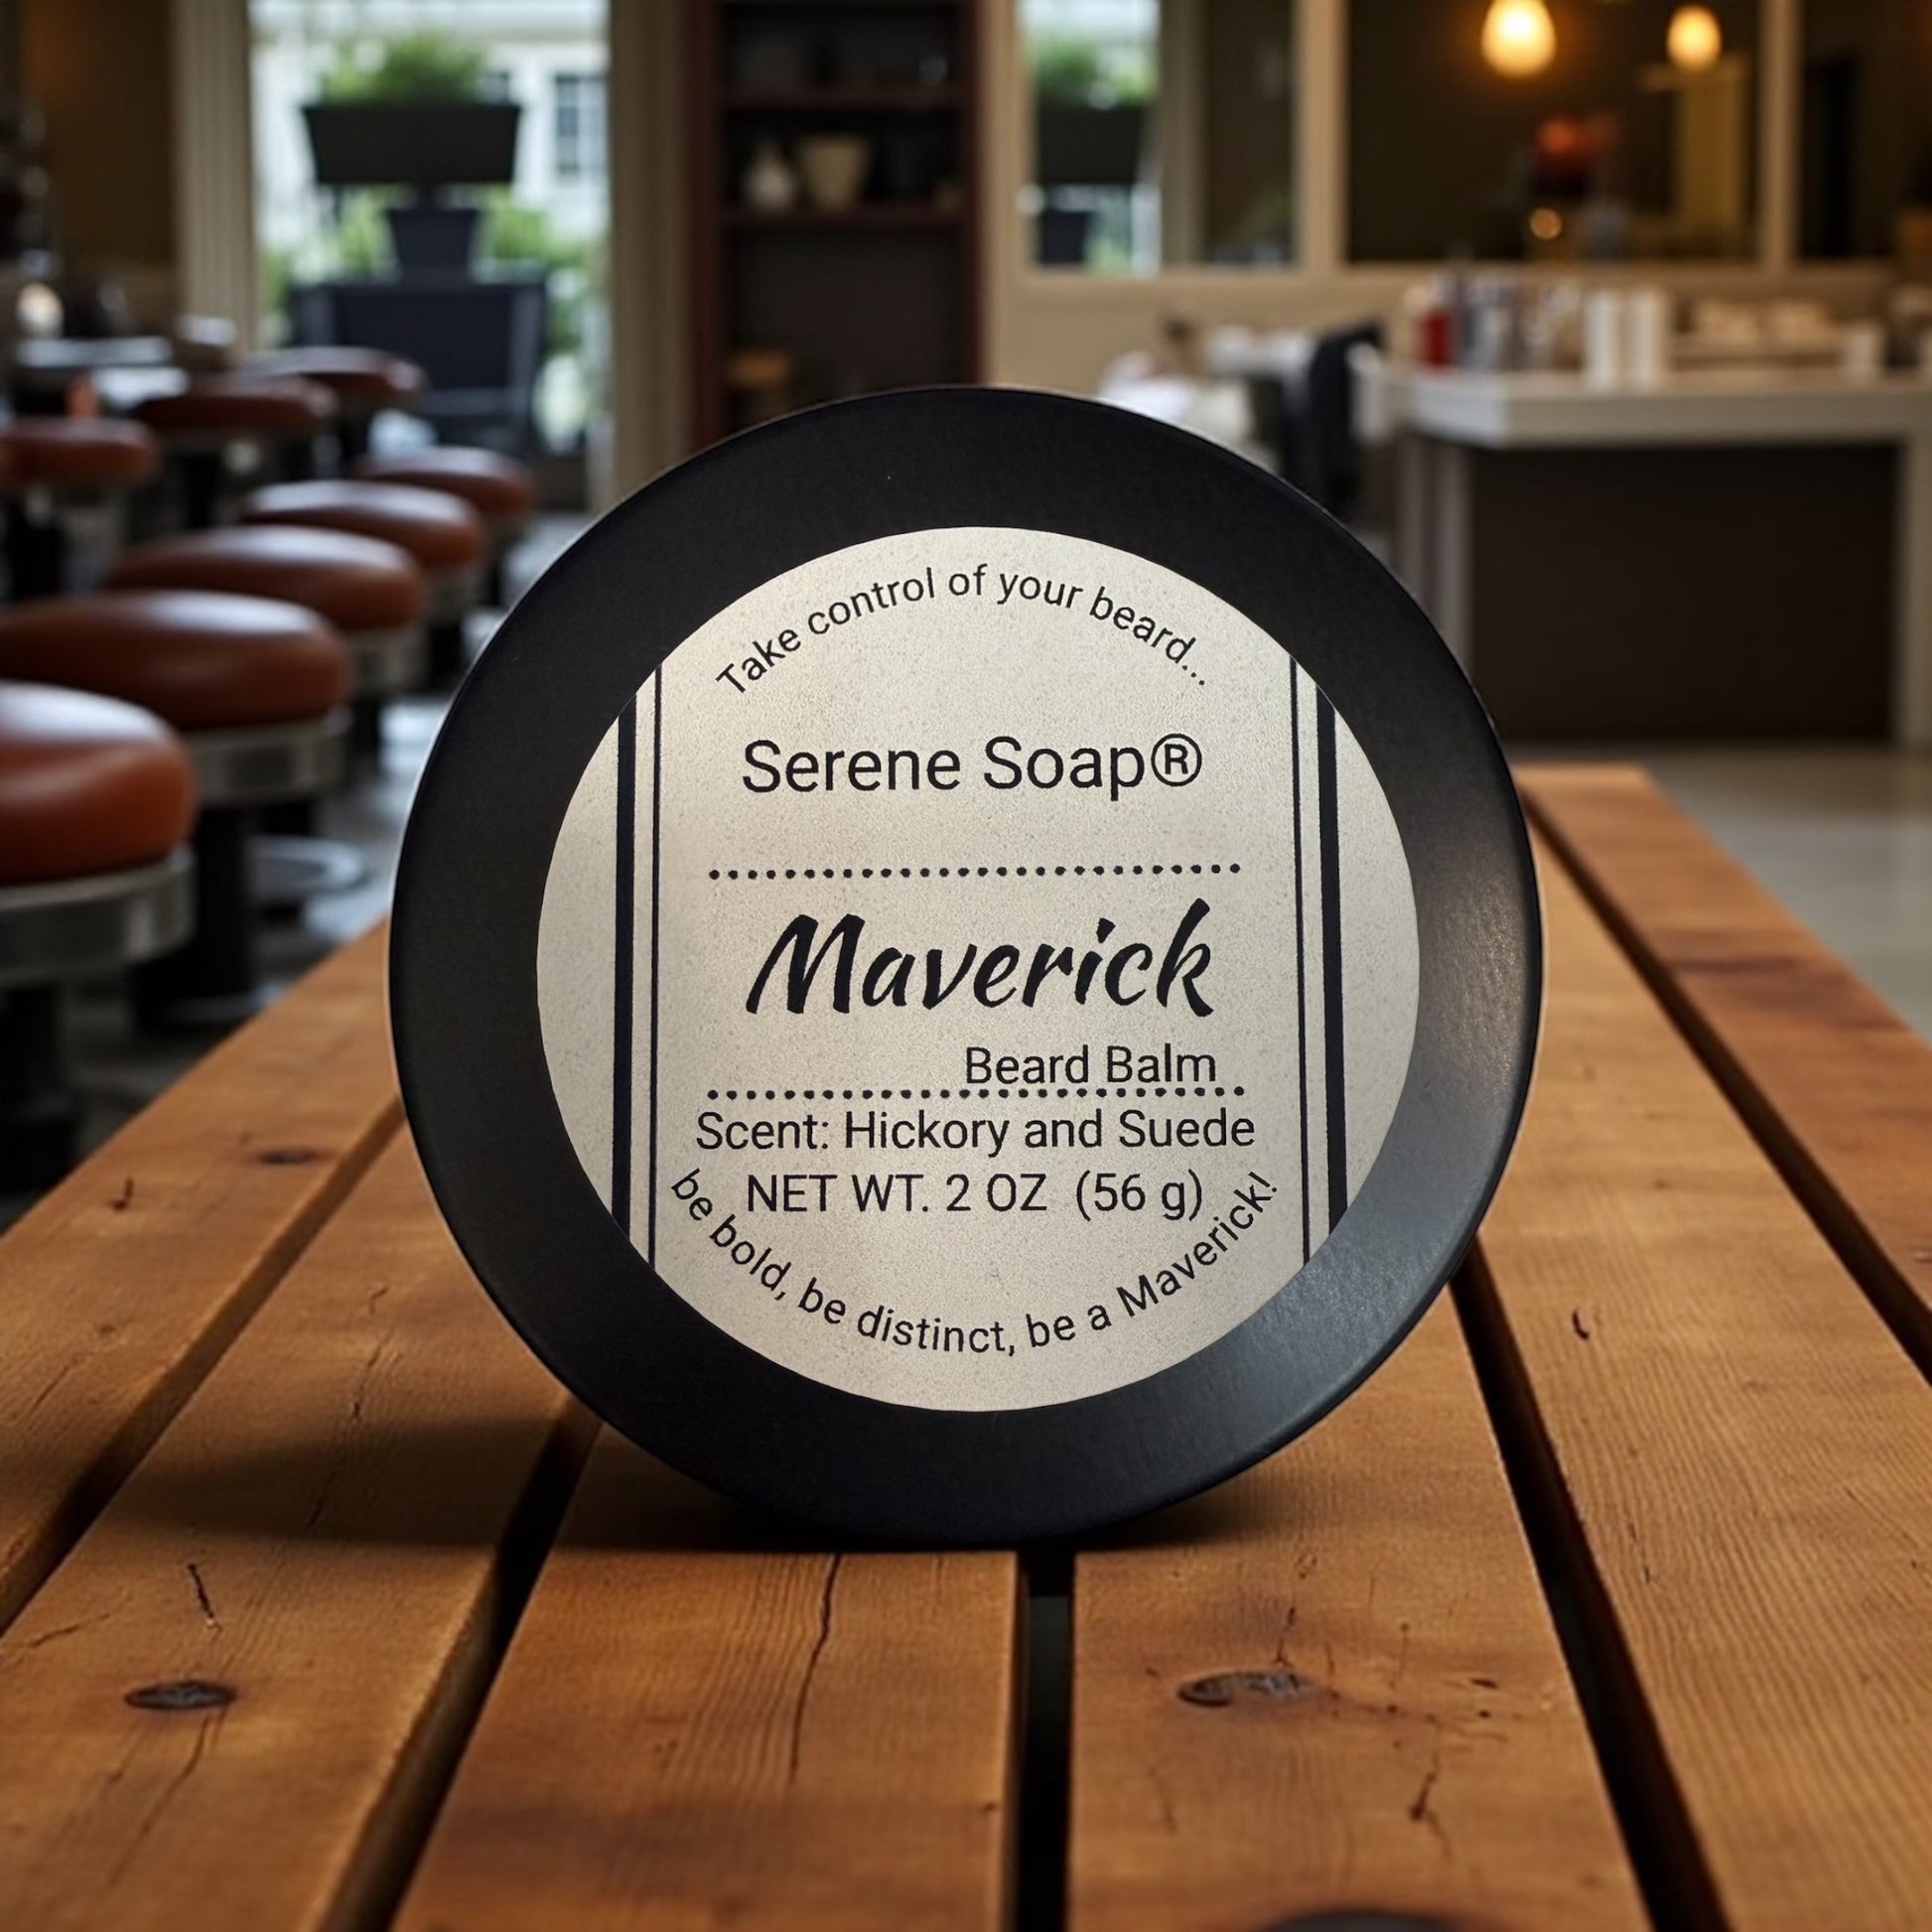 Take control of your beard...
Serene Soap®
Maverick
Beard Balm
Scent: Hickory and Suede
NET WT. 2 OZ (56 g)
be bold, be distinct, be a Maverick!